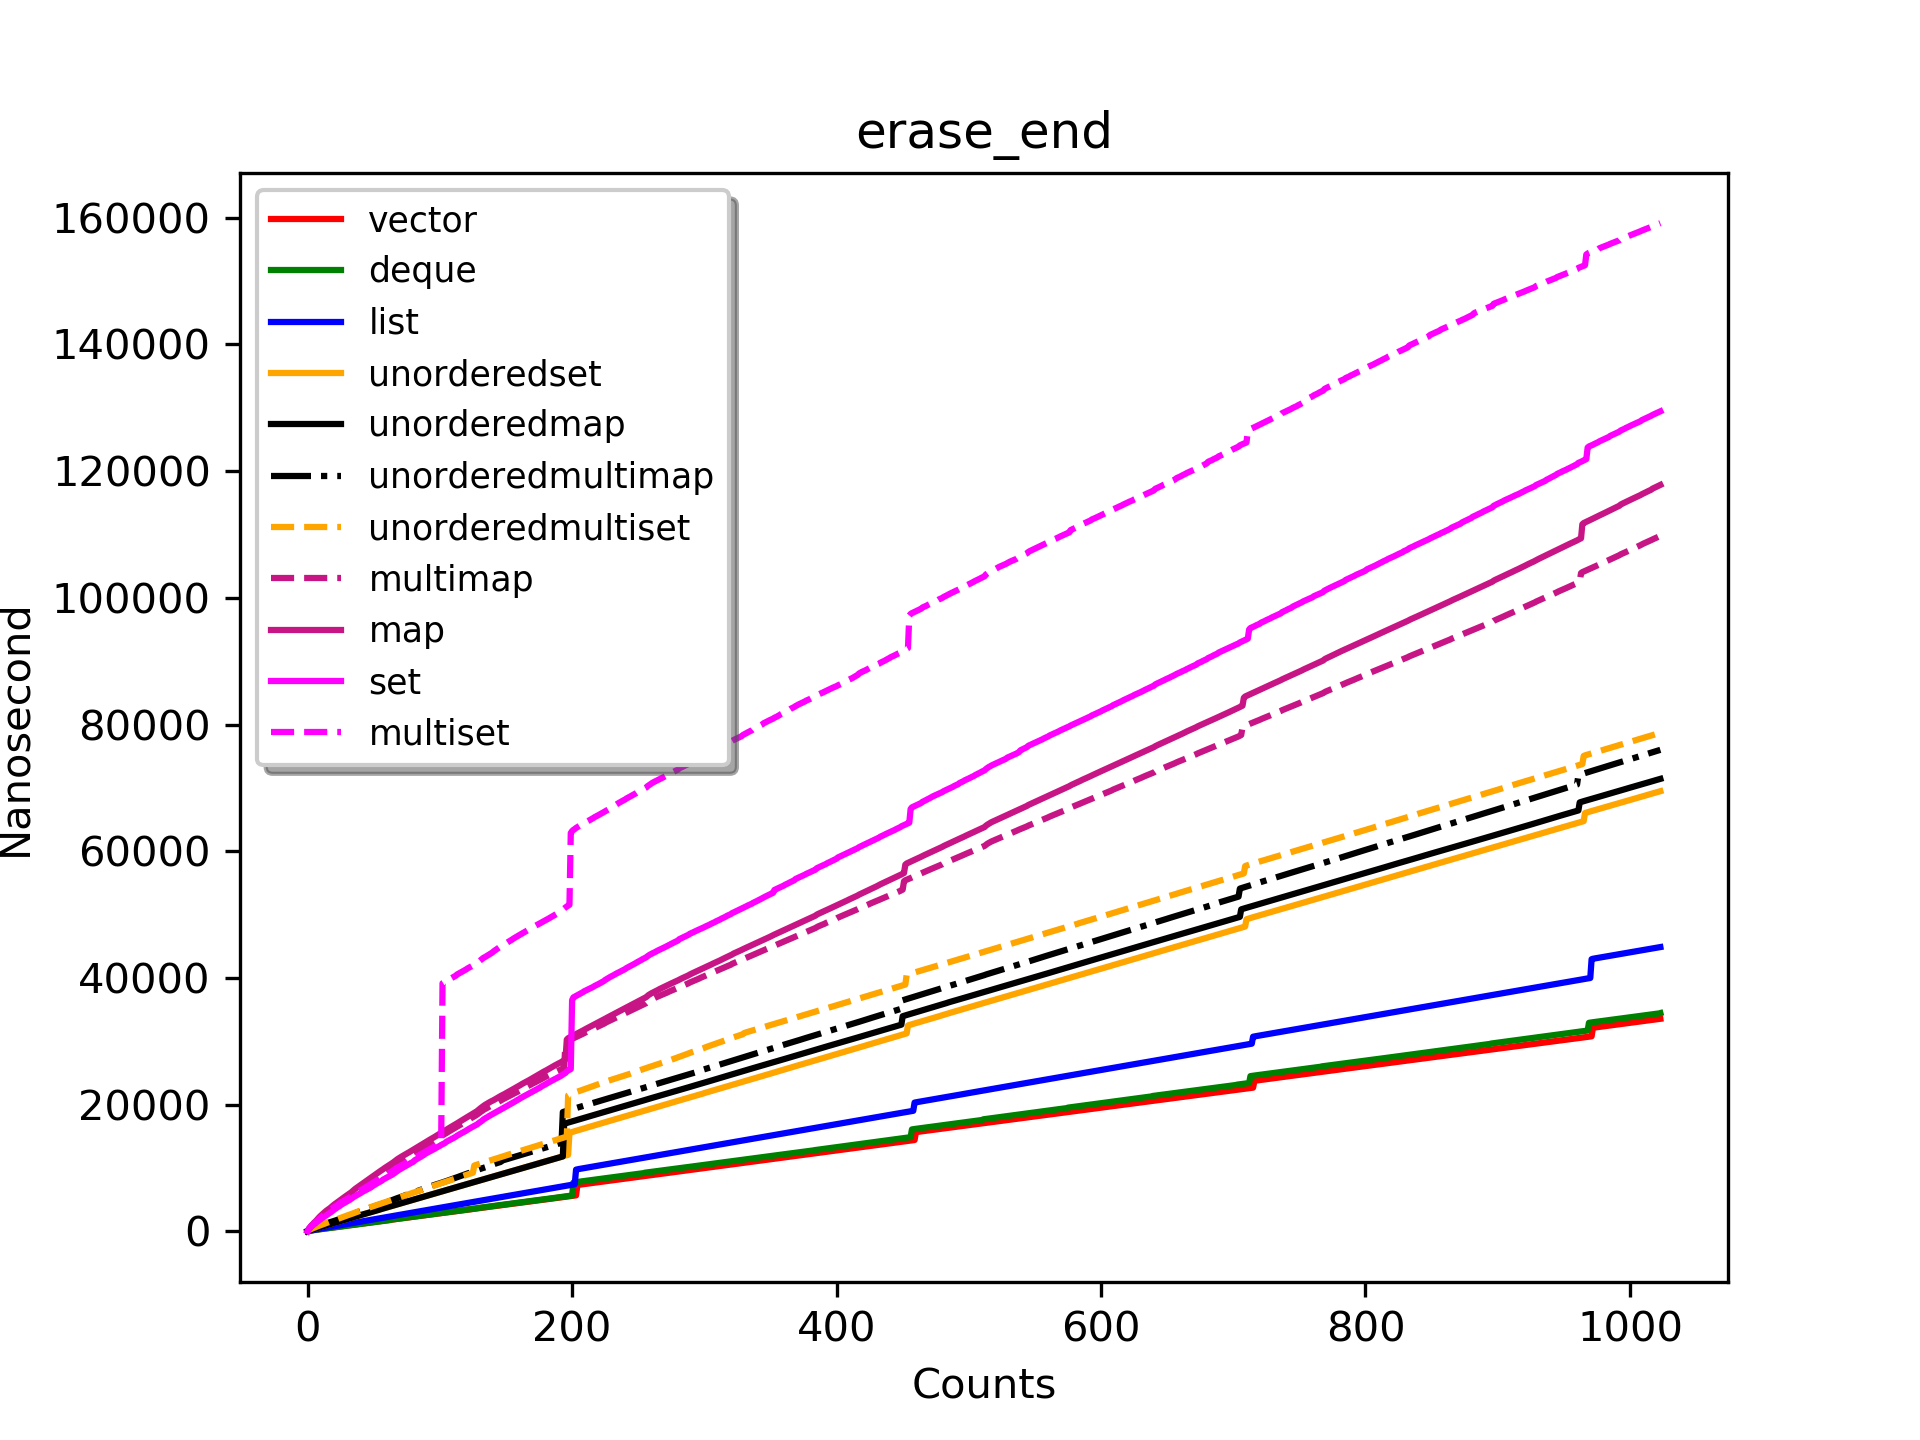 erase_end
160000
140000
120000
100000
80000
60000
40000
20000
0
Nanosecond
vector
deque
list
unorderedset
unorderedmap
unorderedmultimap
unorderedmultiset
multimap
map
set
multiset
0 200 400 600 800 1000
Counts